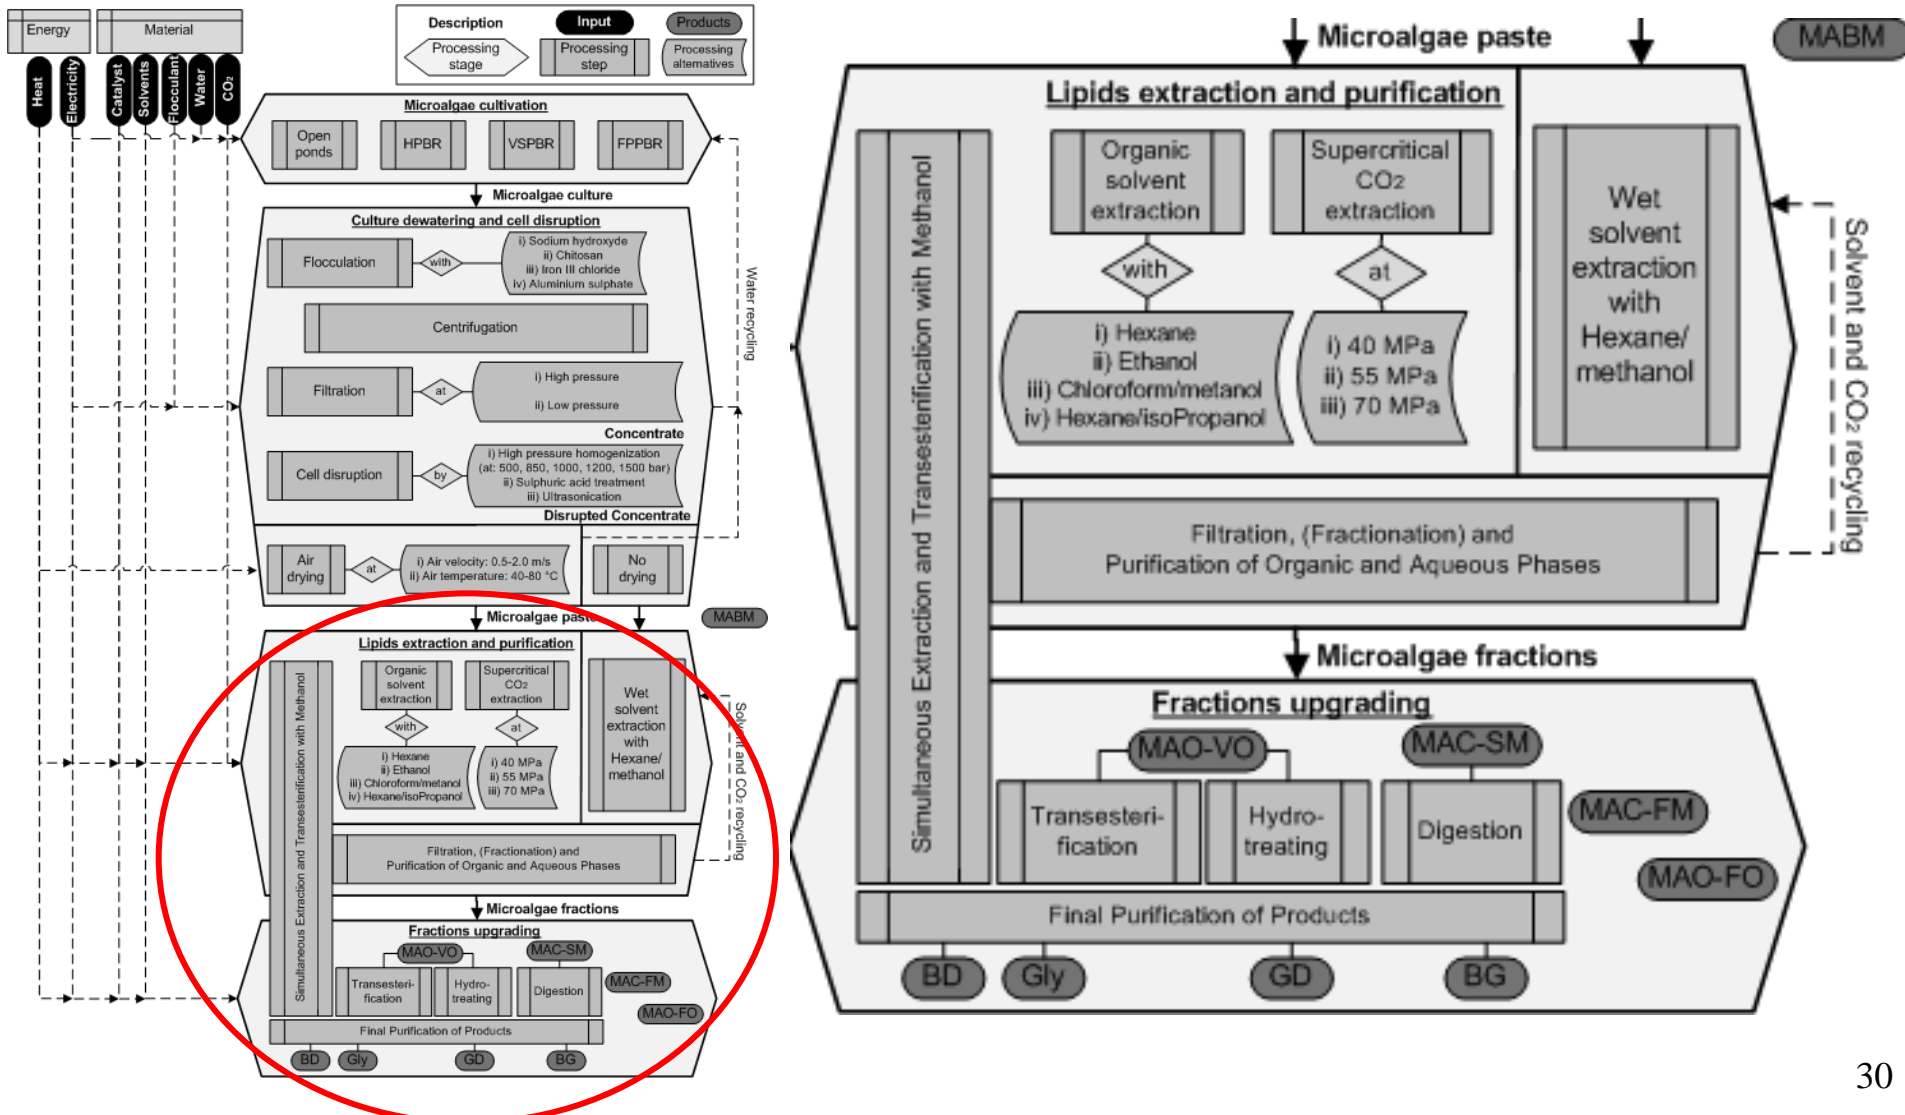 Energy
Material
Heat
Electricity
Catalyst
Solvents
Flocculant
Water
CO₂
Description
Input
Products
Processing
stage
Processing
step
Processing
alternatives
Microalgae cultivation
Open
ponds
HPBR
VSPBR
FPPBR
Microalgae culture
Culture dewatering and cell disruption
Flocculation
with
i) Sodium hydroxyde
ii) Chitosan
iii) Iron III chloride
iv) Aluminium sulphate
Centrifugation
Filtration
at
i) High pressure
ii) Low pressure
Concentrate
Cell disruption
by
i) High pressure homogenization
(at: 500, 850, 1000, 1200, 1500 bar)
ii) Sulphuric acid treatment
iii) Ultrasonication
Disrupted Concentrate
Air
drying
at
i) Air velocity: 0.5-2.0 m/s
ii) Air temperature: 40-80 °C
No
drying
Water recycling
Microalgae paste
MABM
Lipids extraction and purification
Simultaneous Extraction and Transesterification with Methanol
Organic
solvent
extraction
with
i) Hexane
ii) Ethanol
iii) Chloroform/metanol
iv) Hexane/isoPropanol
Supercritical
CO₂
extraction
at
i) 40 MPa
ii) 55 MPa
iii) 70 MPa
Wet
solvent
extraction
with
Hexane/
methanol
Solvent and CO₂ recycling
Filtration, (Fractionation) and
Purification of Organic and Aqueous Phases
Microalgae fractions
Fractions upgrading
MAO-VO
MAC-SM
Transesteri-
fication
Hydro-
treating
Digestion
MAC-FM
MAO-FO
Final Purification of Products
BD
Gly
GD
BG
Microalgae paste
MABM
Lipids extraction and purification
Simultaneous Extraction and Transesterification with Methanol
Organic
solvent
extraction
with
i) Hexane
ii) Ethanol
iii) Chloroform/metanol
iv) Hexane/isoPropanol
Supercritical
CO₂
extraction
at
i) 40 MPa
ii) 55 MPa
iii) 70 MPa
Wet
solvent
extraction
with
Hexane/
methanol
Solvent and CO₂ recycling
Filtration, (Fractionation) and
Purification of Organic and Aqueous Phases
Microalgae fractions
Fractions upgrading
MAO-VO
MAC-SM
Transesteri-
fication
Hydro-
treating
Digestion
MAC-FM
MAO-FO
Final Purification of Products
BD
Gly
GD
BG
30